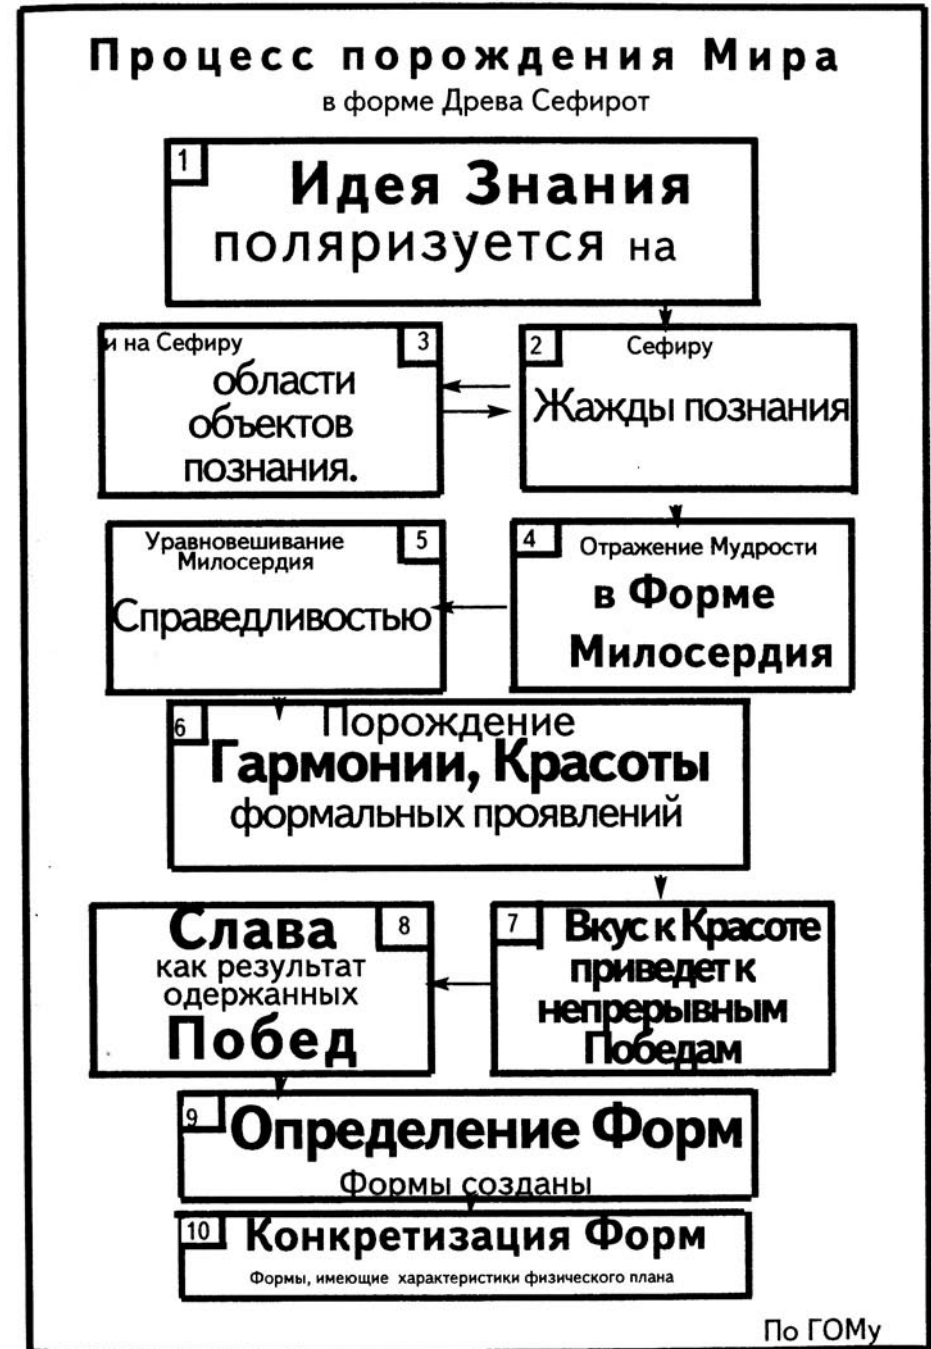 Процесс порождения Мира
в форме Древа Сефирот
1
Идея Знания
поляризуется на
2
Сефиру
Жажды познания
и на Сефиру
3
области
объектов
познания.
4
Отражение Мудрости
в Форме
Милосердия
Уравновешивание
Милосердия
5
Справедливостью
6
Порождение
Гармонии, Красоты
формальных проявлений
7
Вкус к Красоте
приведет к
непрерывным
Победам
Слава
8
как результат
одержанных
Побед
9
Определение Форм
Формы созданы
10
Конкретизация Форм
Формы, имеющие характеристики физического плана
По ГОМу